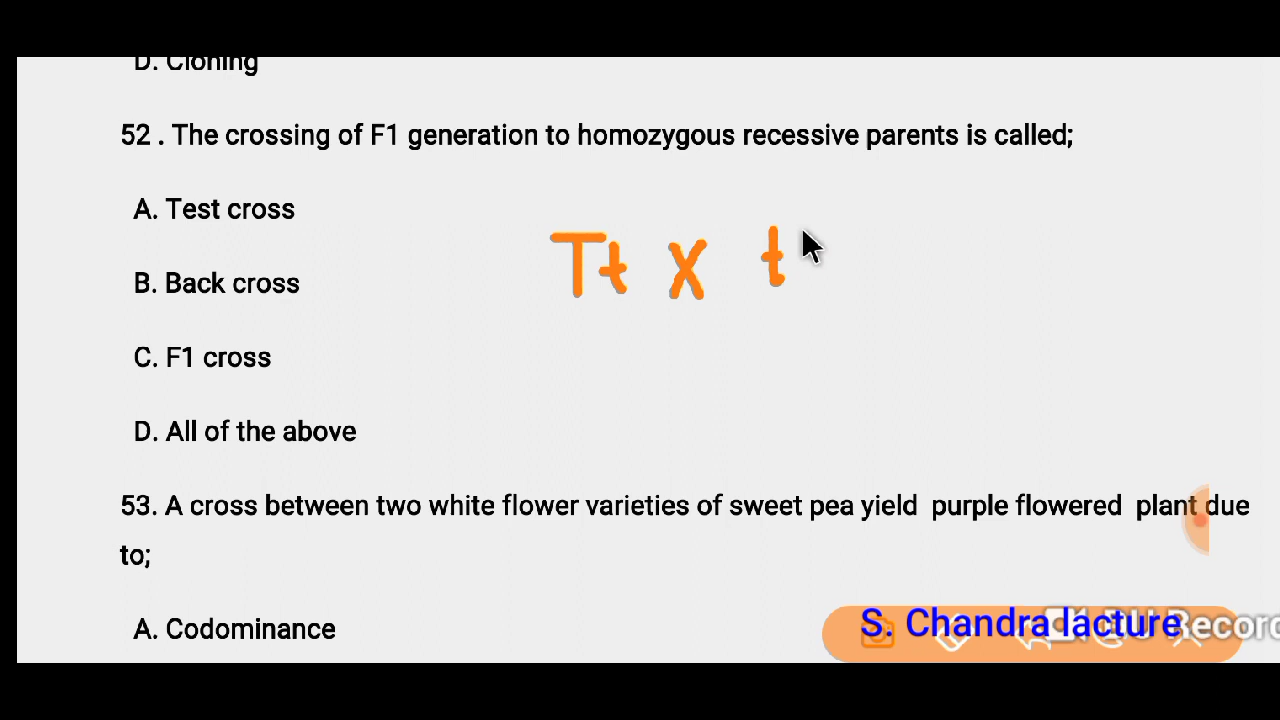 D. Cloning
52 . The crossing of F1 generation to homozygous recessive parents is called;
A. Test cross
Tt x t
B. Back cross
C. F1 cross
D. All of the above
53. A cross between two white flower varieties of sweet pea yield purple flowered plant due
to;
A. Codominance
S. Chandra lacture